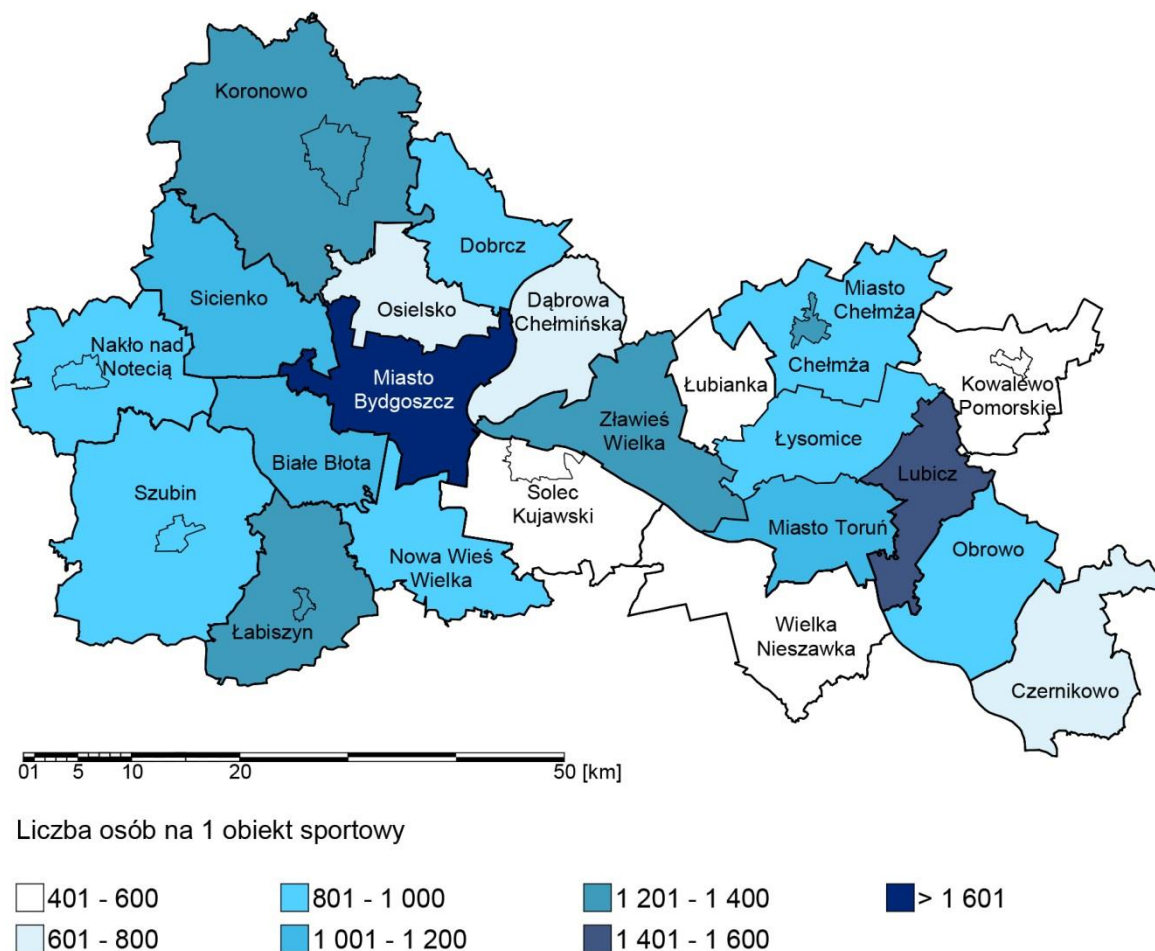 Koronowo
Dobrcz
Sicienko
Osielsko
Dąbrowa
Chełmińska
Miasto
Chełmża
Nakło nad
Notecią
Miasto
Bydgoszcz
Łubianka
Chełmża
Kowalewo
Pomorskie
Zławieś
Wielka
Łysomice
Białe Błota
Lubicz
Szubin
Solec
Kujawski
Miasto Toruń
Obrowo
Nowa Wieś
Wielka
Łabiszyn
Wielka
Nieszawka
Czernikowo
01 5 10 20 50 [km]
Liczba osób na 1 obiekt sportowy
401 - 600 801 - 1 000 1 201 - 1 400 > 1 601
601 - 800 1 001 - 1 200 1 401 - 1 600